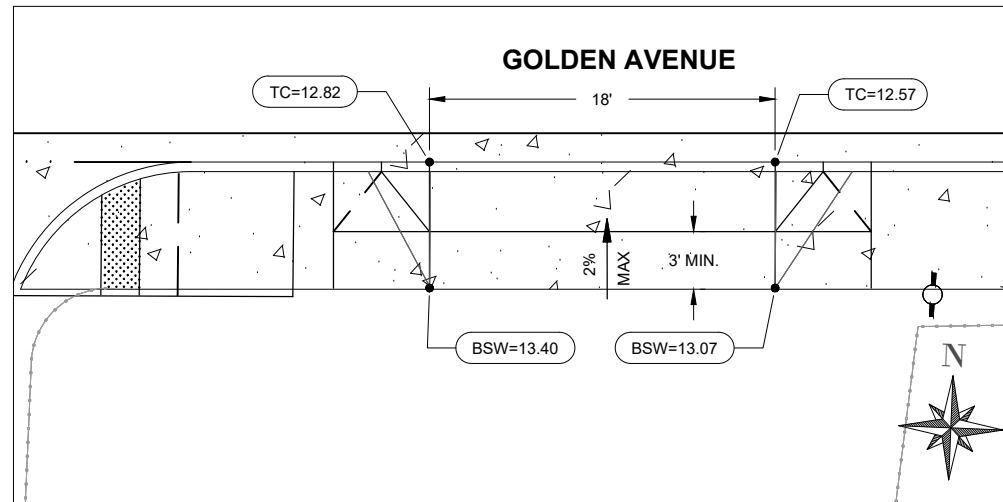 GOLDEN AVENUE
TC=12.82
18'
TC=12.57
2%
MAX
3' MIN.
BSW=13.40
BSW=13.07
N